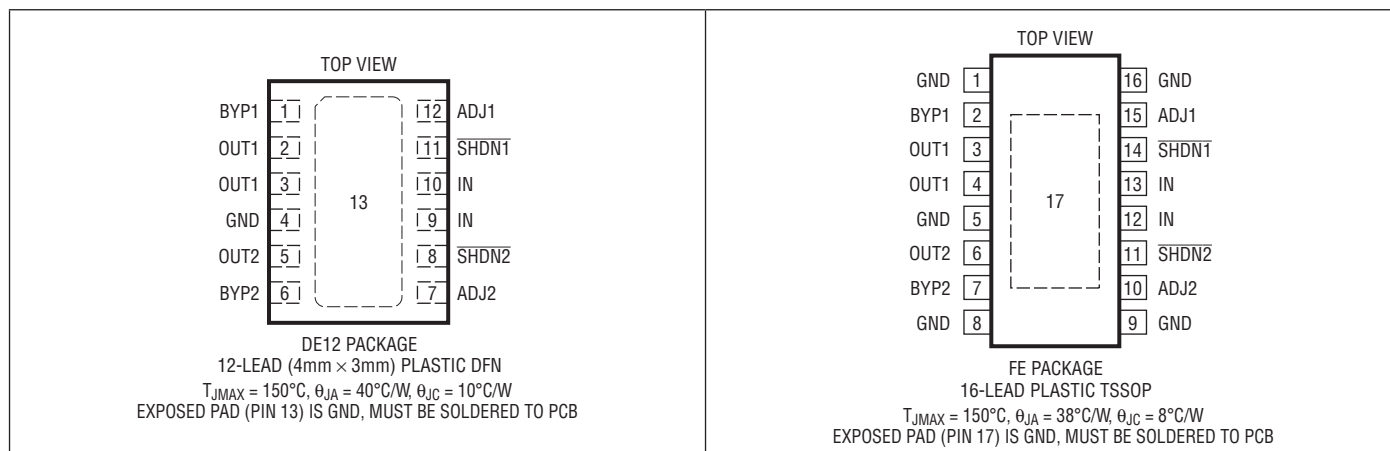 TOP VIEW
BYP1 1 12 ADJ1
OUT1 2 11 SHDN1
OUT1 3 10 IN
13
GND 4 9 IN
OUT2 5 8 SHDN2
BYP2 6 7 ADJ2
DE12 PACKAGE
12-LEAD (4mm × 3mm) PLASTIC DFN
TJMAX = 150°C, θJA = 40°C/W, θJC = 10°C/W
EXPOSED PAD (PIN 13) IS GND, MUST BE SOLDERED TO PCB
TOP VIEW
GND 1 16 GND
BYP1 2 15 ADJ1
OUT1 3 14 SHDN1
OUT1 4 13 IN
17
GND 5 12 IN
OUT2 6 11 SHDN2
BYP2 7 10 ADJ2
GND 8 9 GND
FE PACKAGE
16-LEAD PLASTIC TSSOP
TJMAX = 150°C, θJA = 38°C/W, θJC = 8°C/W
EXPOSED PAD (PIN 17) IS GND, MUST BE SOLDERED TO PCB